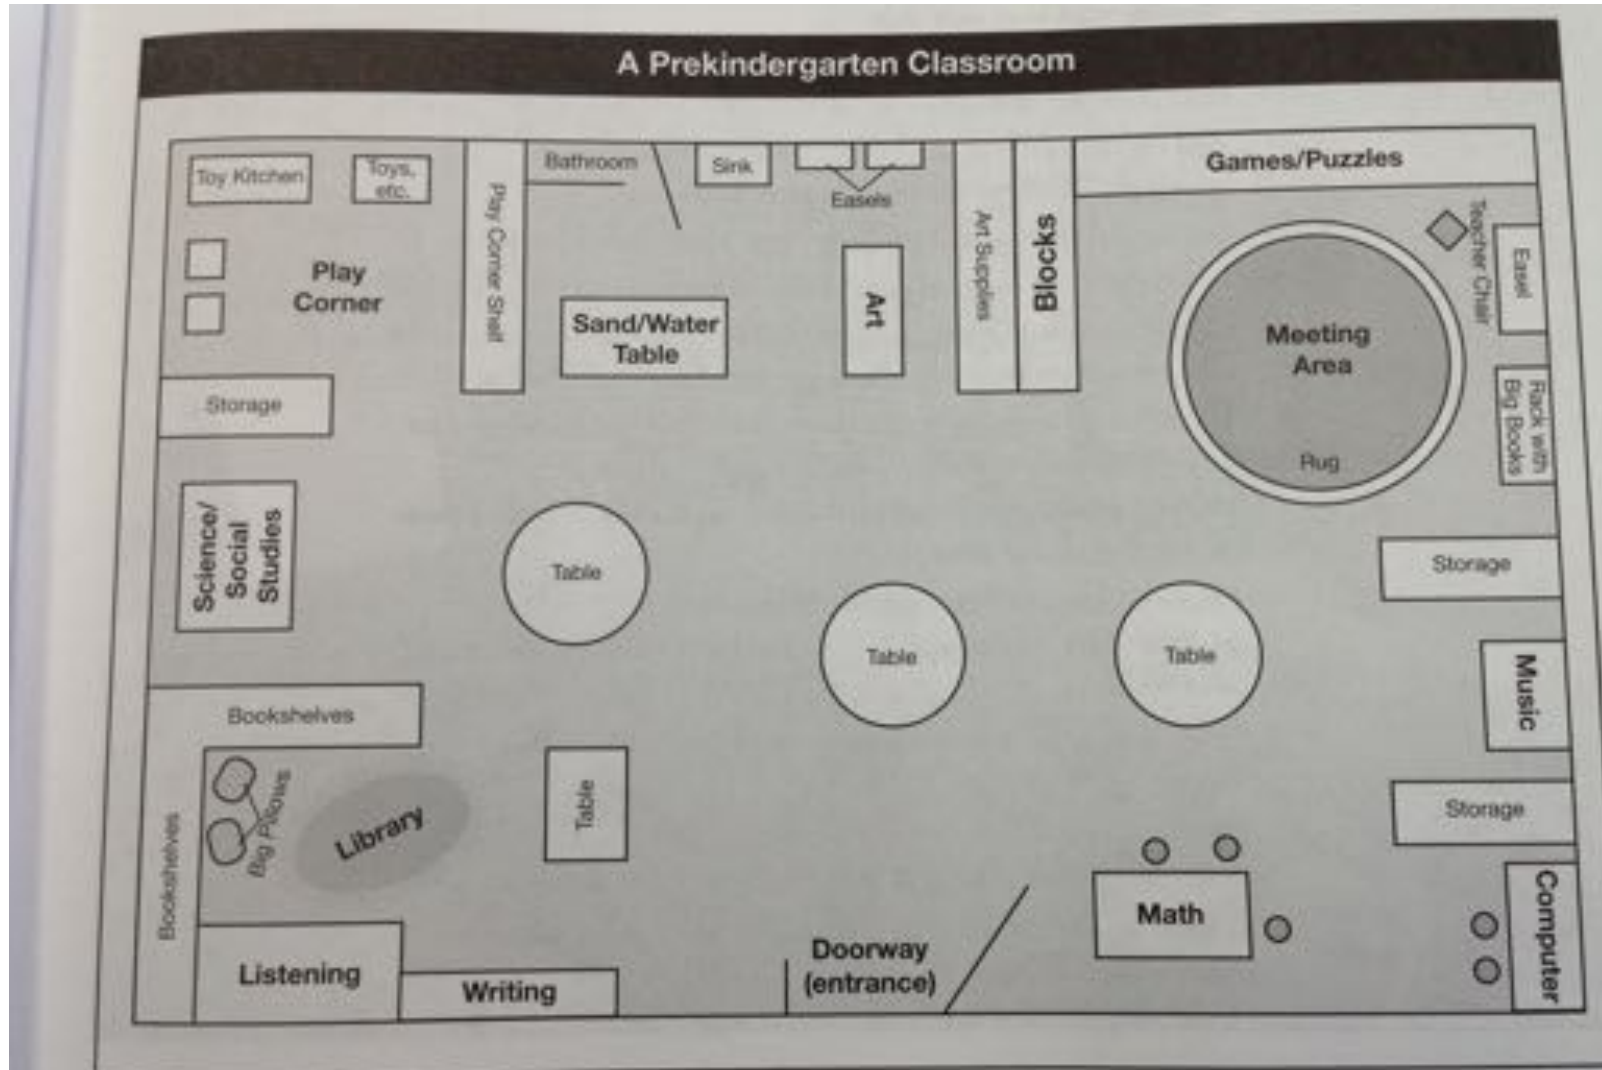 A Prekindergarten Classroom
Toy Kitchen
Toys,
etc.
Play
Corner
Play Corner Shelf
Bathroom
Sink
Easels
Sand/Water
Table
Art
Art Supplies
Blocks
Games/Puzzles
Teacher Chair
Easel
Meeting
Area
Rug
Rack with
Big Books
Storage
Science/
Social
Studies
Table
Table
Table
Storage
Music
Bookshelves
Bookshelves
Big Pillows
Library
Table
Storage
Math
Computer
Listening
Writing
Doorway
(entrance)